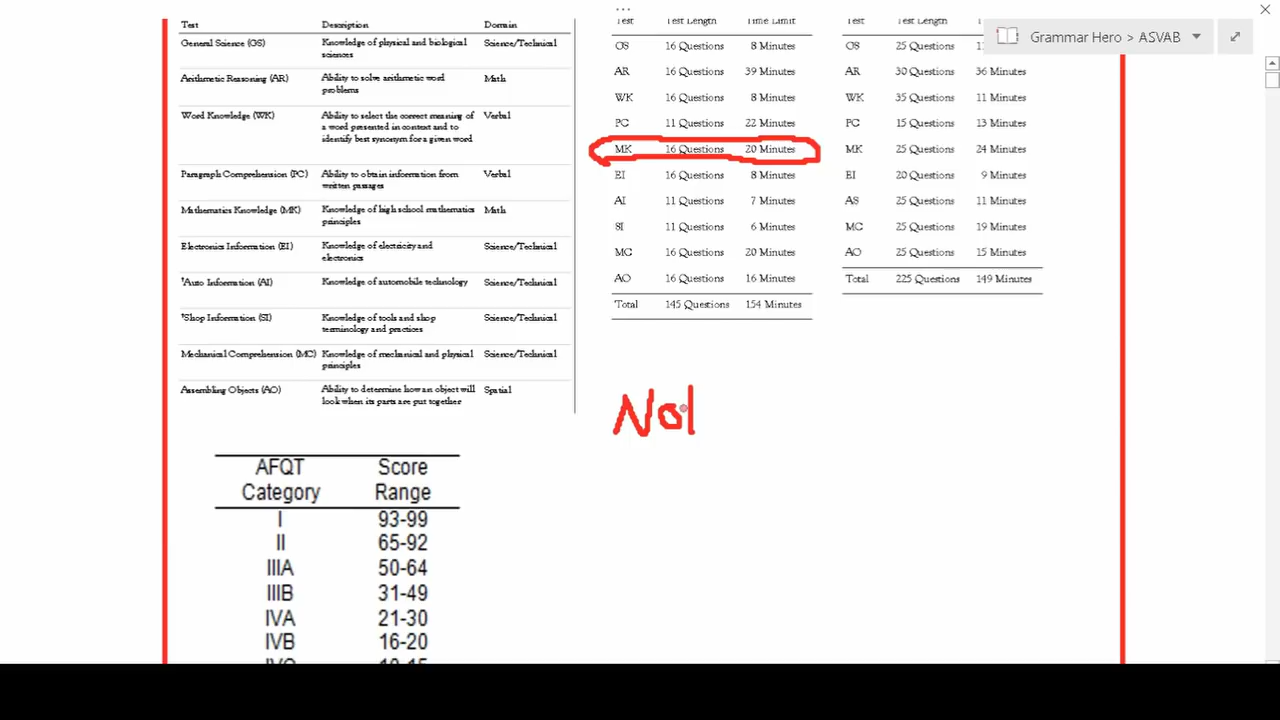 Grammar Hero > ASVAB
Test Description Domain
General Science (GS) Knowledge of physical and biological Science/Technical
sciences
Arithmetic Reasoning (AR) Ability to solve arithmetic word Math
problems
Word Knowledge (WK) Ability to select the correct meaning of Verbal
a word presented in context and to
identify best synonym for a given word
Paragraph Comprehension (PC) Ability to obtain information from Verbal
written passages
Mathematics Knowledge (MK) Knowledge of high school mathematics Math
principles
Electronics Information (EI) Knowledge of electricity and Science/Technical
electronics
Auto Information (AI) Knowledge of automobile technology Science/Technical
Shop Information (SI) Knowledge of tools and shop Science/Technical
terminology and practices
Mechanical Comprehension (MC) Knowledge of mechanical and physical Science/Technical
principles
Assembling Objects (AO) Ability to determine how an object will Spatial
look when its parts are put together
Test Test Length Time Limit
GS 16 Questions 8 Minutes
AR 16 Questions 39 Minutes
WK 16 Questions 8 Minutes
PC 11 Questions 22 Minutes
MK 16 Questions 20 Minutes
EI 16 Questions 8 Minutes
AI 11 Questions 7 Minutes
SI 11 Questions 6 Minutes
MC 16 Questions 20 Minutes
AO 16 Questions 16 Minutes
Total 145 Questions 154 Minutes
Test Test Length
GS 25 Questions
AR 30 Questions 36 Minutes
WK 35 Questions 11 Minutes
PC 15 Questions 13 Minutes
MK 25 Questions 24 Minutes
EI 20 Questions 9 Minutes
AS 25 Questions 11 Minutes
MC 25 Questions 19 Minutes
AO 25 Questions 15 Minutes
Total 225 Questions 149 Minutes
Nol
AFQT Score
Category Range
I 93-99
II 65-92
IIIA 50-64
IIIB 31-49
IVA 21-30
IVB 16-20